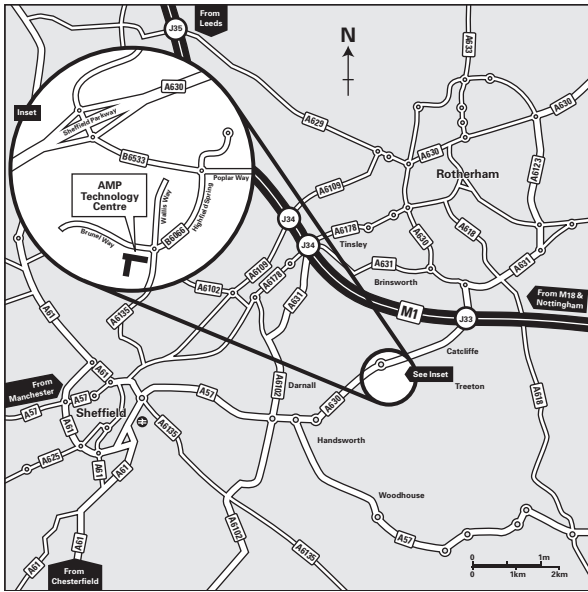 From
Leeds
J35
N
A633
A630
Inset
Sheffield Parkway
A629
A630
A630
B6533
AMP
Technology
Centre
Poplar Way
Wallis Way
Highfield Spring
Brunel Way
B6066
Rotherham
A6123
A6109
J34
A6178
Tinsley
J34
A630
A618
A631
A631
Brinsworth
From M18 &
Nottingham
A6109
A6102
A6178
A631
M1
J33
A61
A6135
Catcliffe
See Inset
Treeton
From
Manchester
A61
A57
A57
A57
Sheffield
A61
Darnall
A6102
A630
A618
Handsworth
A6135
A625
A61
A61
Woodhouse
A57
A6102
A6135
A61
From
Chesterfield
0 1m
0 1km 2km